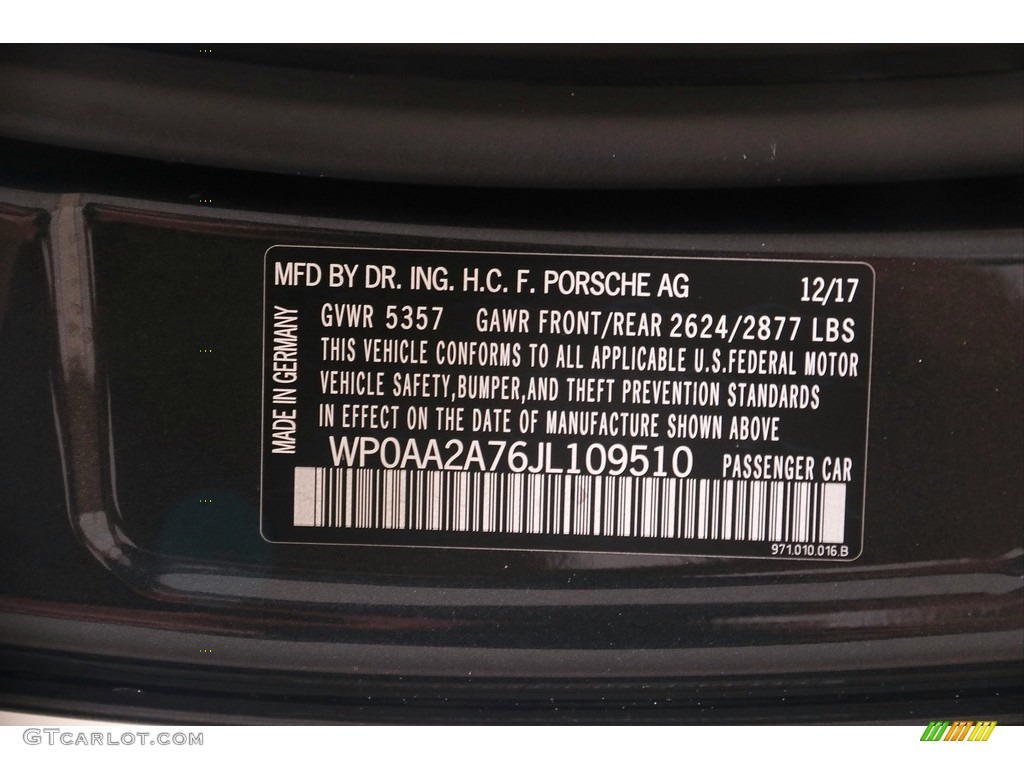 MFD BY DR. ING. H.C. F. PORSCHE AG 12/17
GVWR 5357 GAWR FRONT/REAR 2624/2877 LBS
THIS VEHICLE CONFORMS TO ALL APPLICABLE U.S.FEDERAL MOTOR
VEHICLE SAFETY,BUMPER,AND THEFT PREVENTION STANDARDS
IN EFFECT ON THE DATE OF MANUFACTURE SHOWN ABOVE
MADE IN GERMANY
WP0AA2A76JL109510 PASSENGER CAR
971.010.016.B
GTCarlot.com